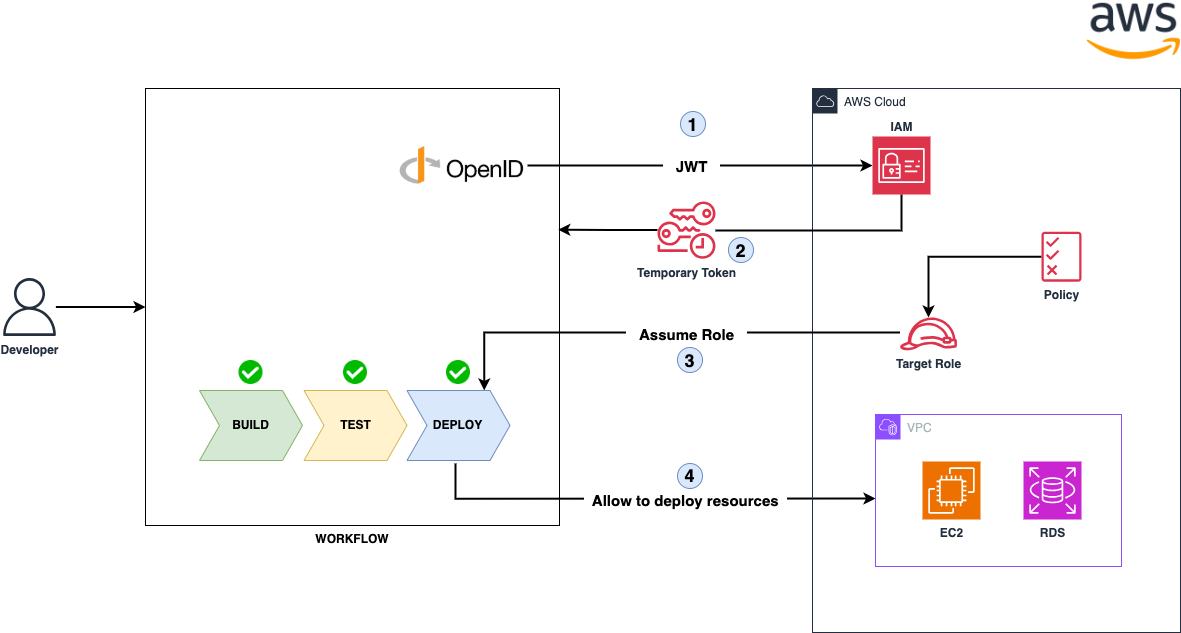 aws
AWS Cloud
IAM
1
OpenID
JWT
2
Temporary Token
Policy
Developer
Assume Role
3
Target Role
BUILD
TEST
DEPLOY
VPC
4
Allow to deploy resources
EC2
RDS
WORKFLOW